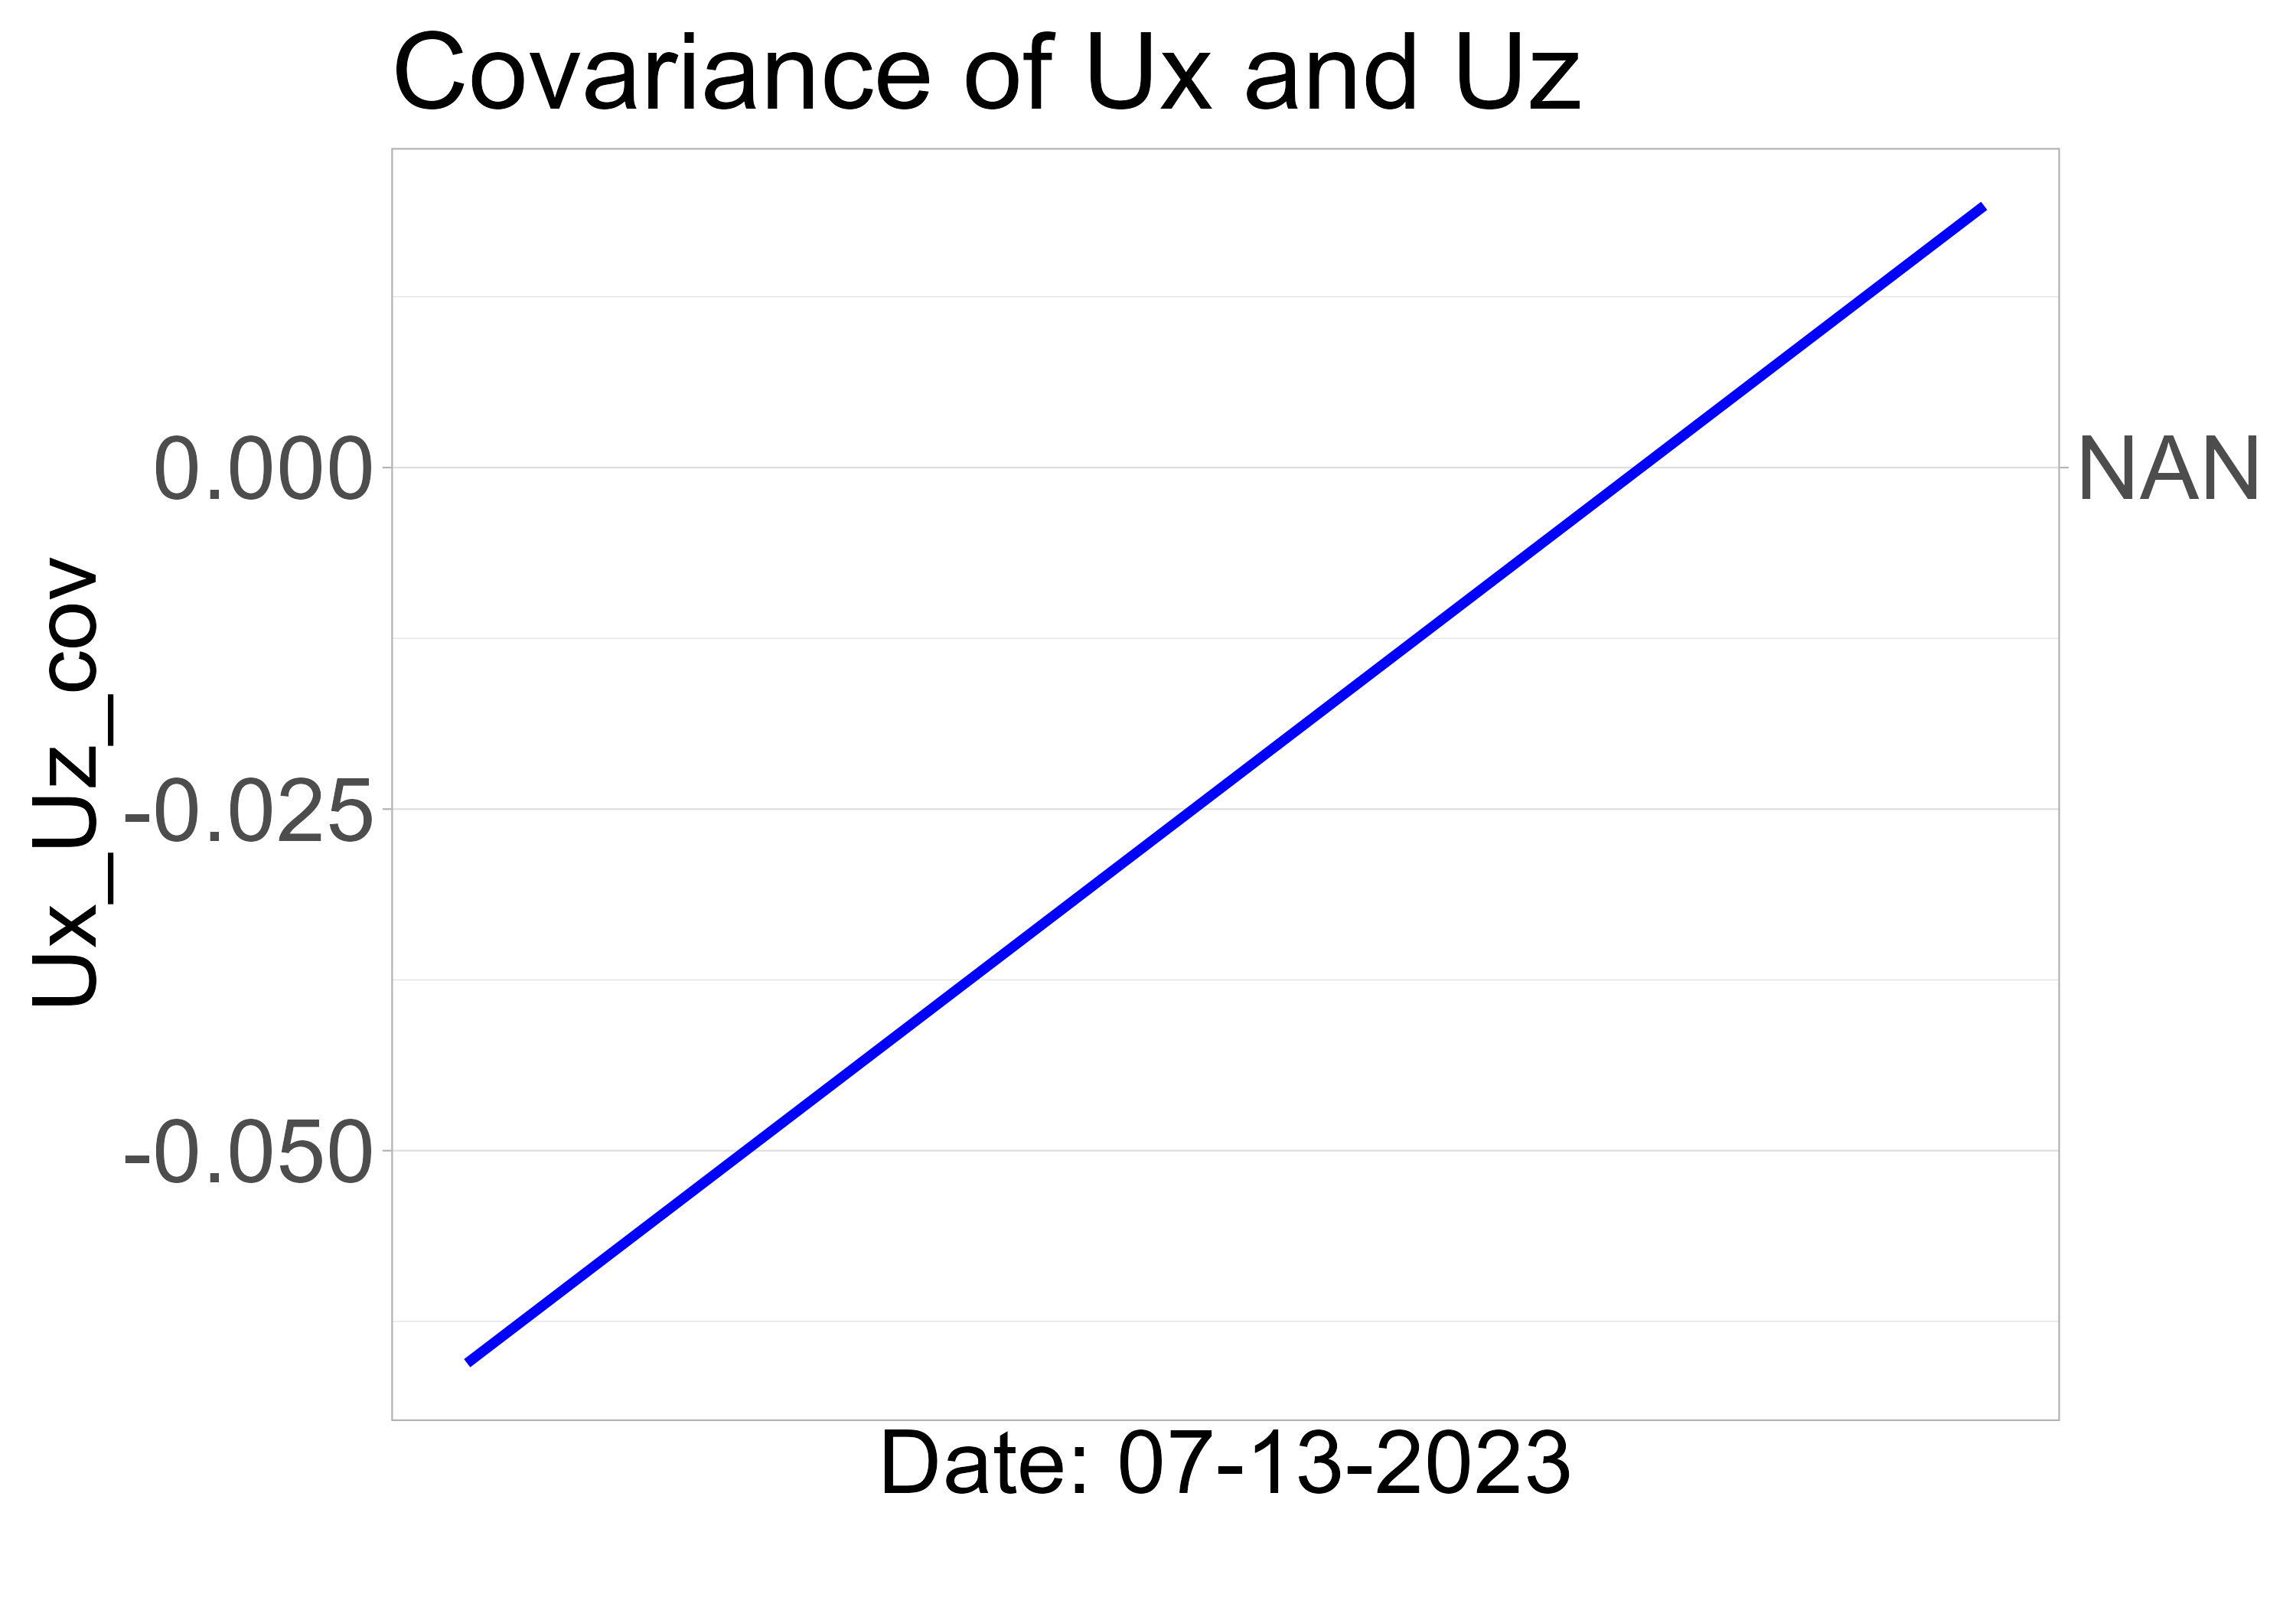 Covariance of Ux and Uz
Ux_Uz_cov
0.000
-0.025
-0.050
NAN
Date: 07-13-2023